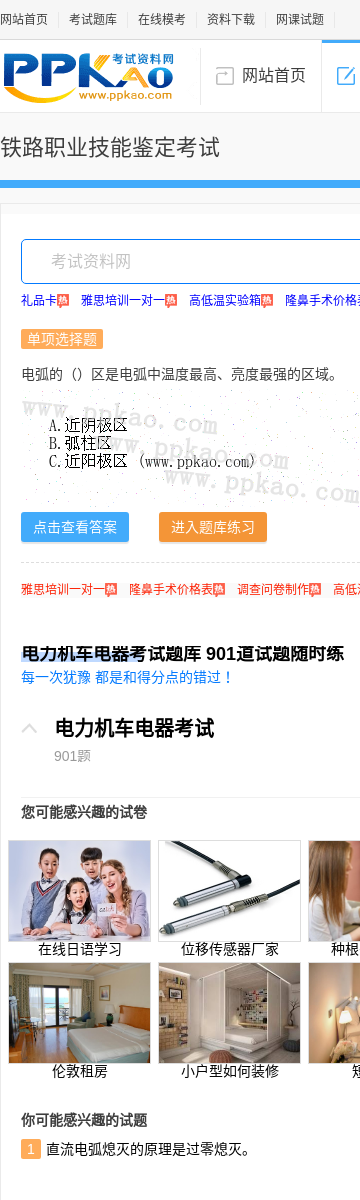 网站首页 考试题库 在线模考 资料下载 网课试题
PPKAO 考试资料网
www.ppkao.com
网站首页
铁路职业技能鉴定考试
考试资料网
礼品卡 热 雅思培训一对一 热 高低温实验箱 热 隆鼻手术价格
单项选择题
电弧的（）区是电弧中温度最高、亮度最强的区域。
A.近阴极区
B.弧柱区
C.近阳极区 (www.ppkao.com)
www.ppkao.com
www.ppkao.com
www.ppkao.com
点击查看答案 进入题库练习
雅思培训一对一 热 隆鼻手术价格表 热 调查问卷制作 热 高低
电力机车电器考试题库 901道试题随时练
每一次犹豫 都是和得分点的错过！
电力机车电器考试
901题
您可能感兴趣的试卷
在线日语学习 位移传感器厂家 种根
伦敦租房 小户型如何装修
你可能感兴趣的试题
1 直流电弧熄灭的原理是过零熄灭。